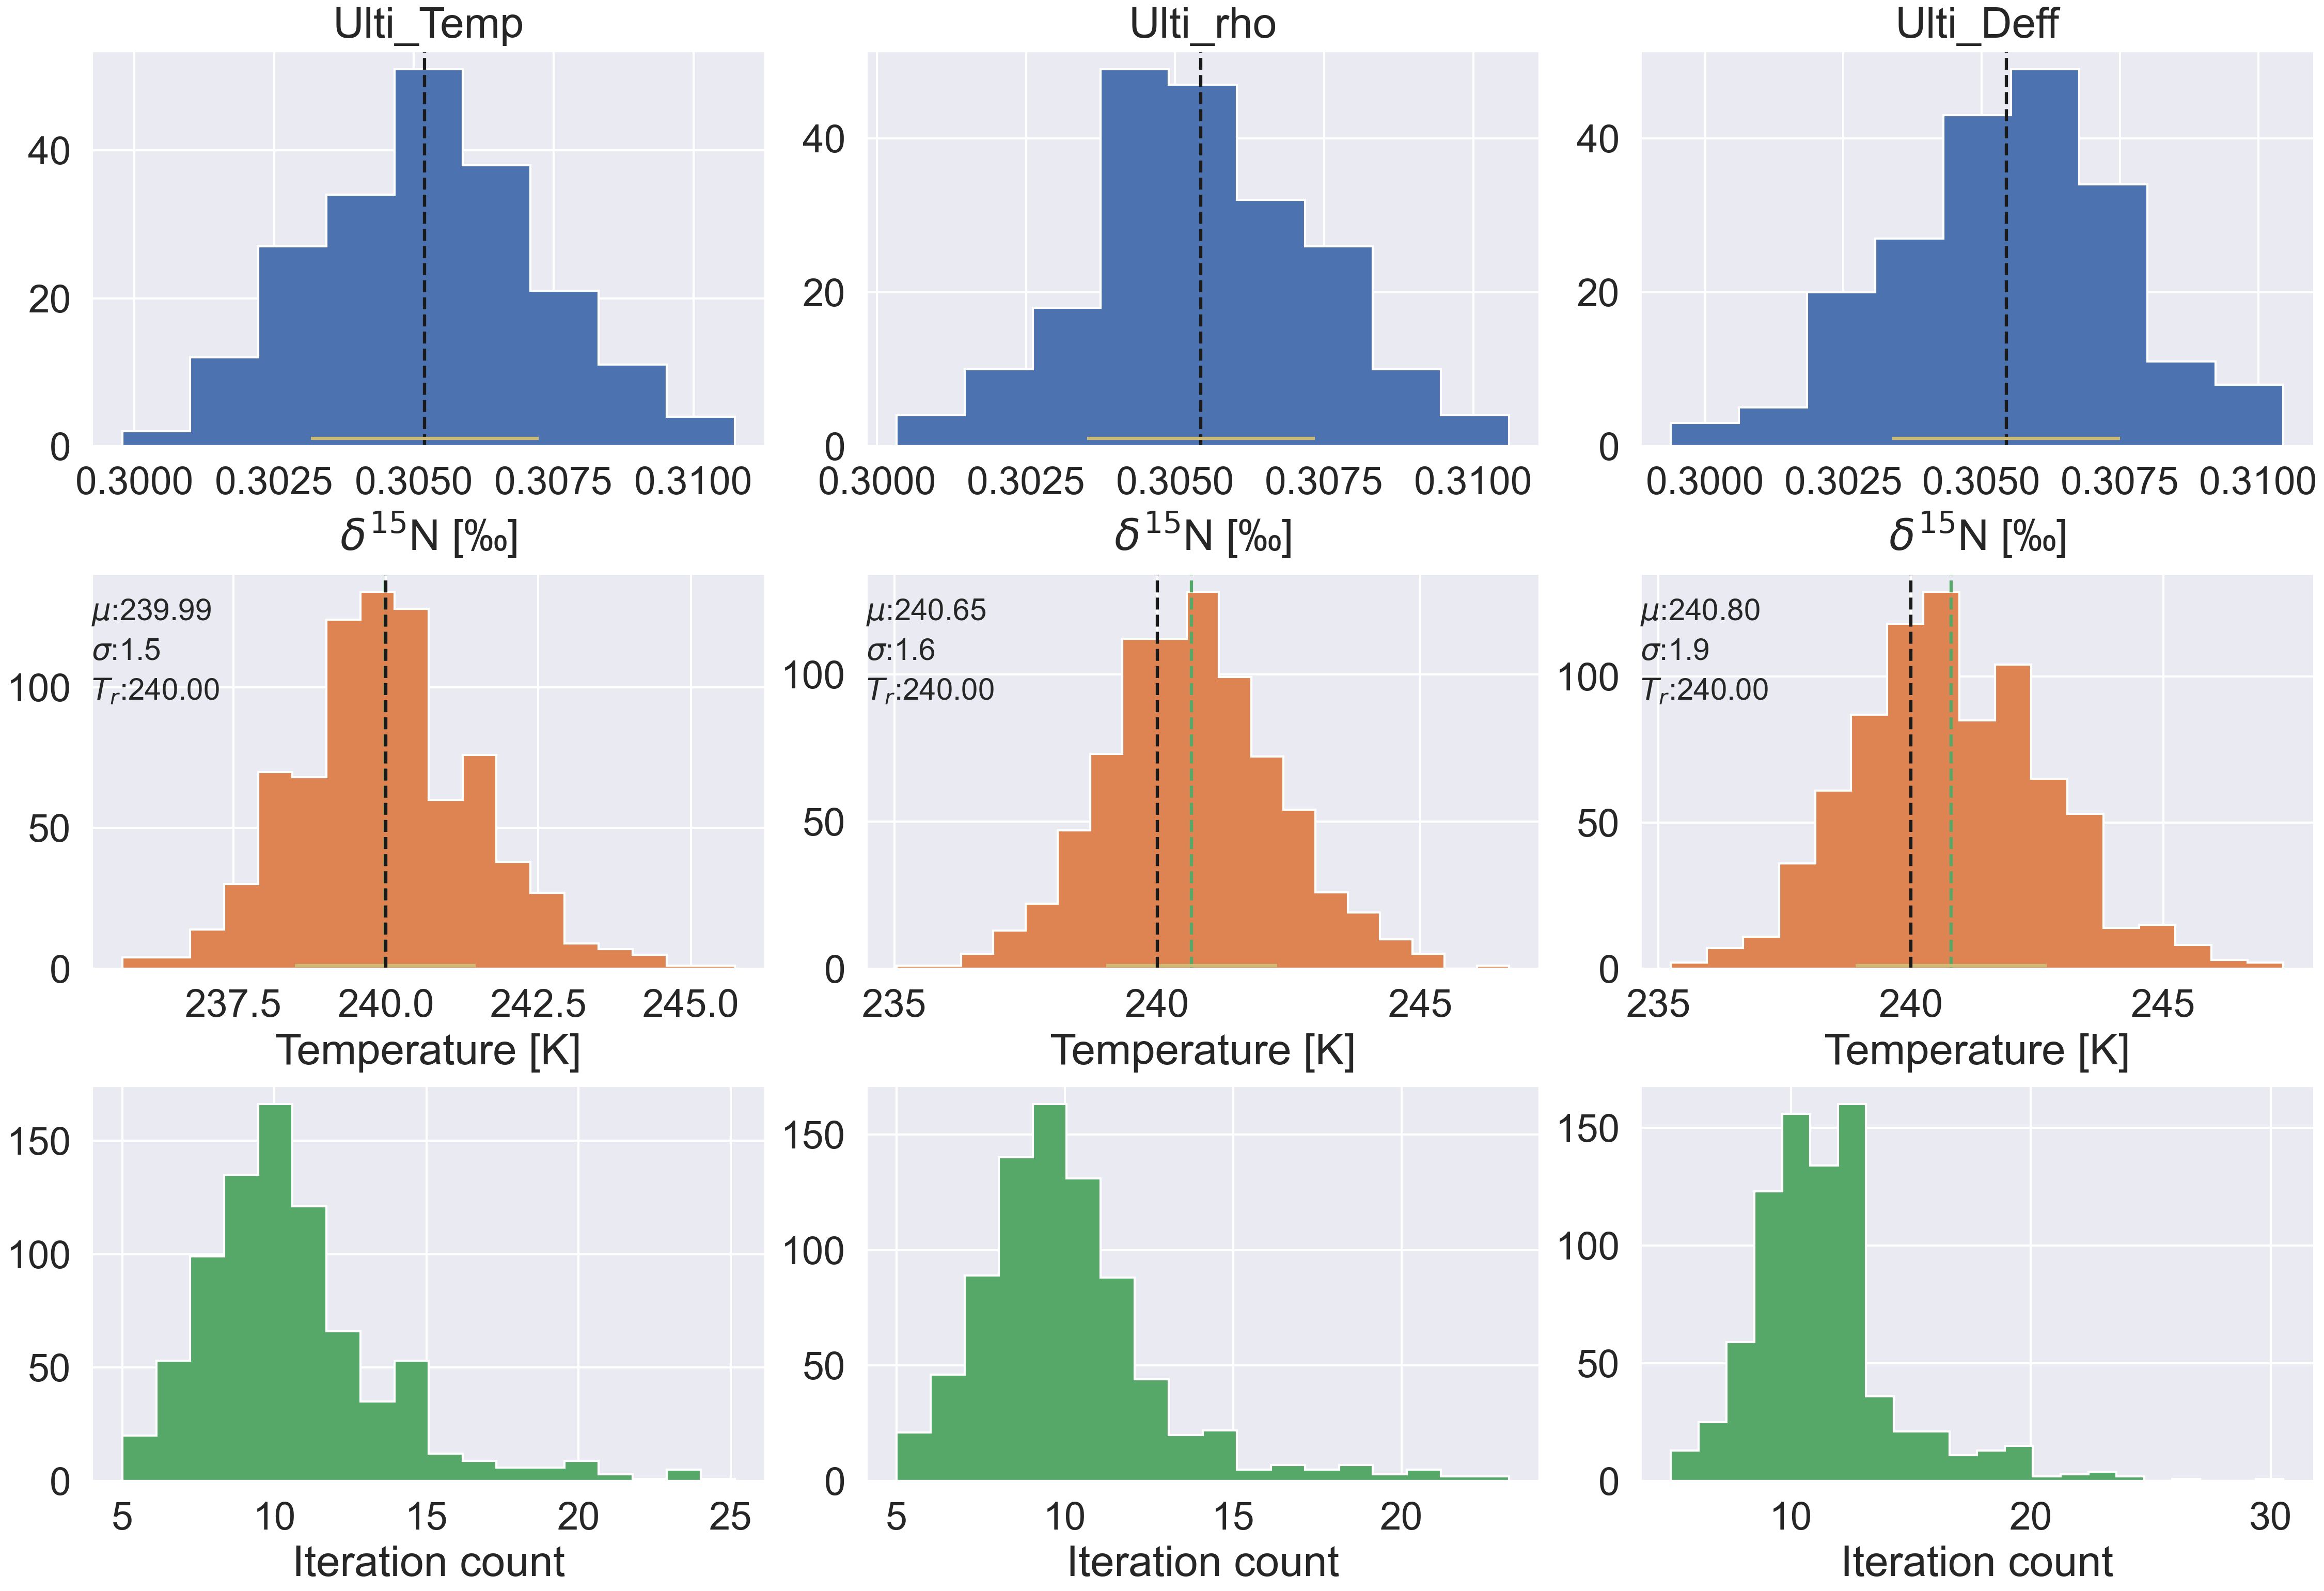 Ulti_Temp
Ulti_rho
Ulti_Deff
40
20
0
0.3000 0.3025 0.3050 0.3075 0.3100
δ¹⁵N [‰]
40
20
0
0.3000 0.3025 0.3050 0.3075 0.3100
δ¹⁵N [‰]
40
20
0
0.3000 0.3025 0.3050 0.3075 0.3100
δ¹⁵N [‰]
μ:239.99
σ:1.5
Tᵣ:240.00
100
50
0
237.5 240.0 242.5 245.0
Temperature [K]
μ:240.65
σ:1.6
Tᵣ:240.00
100
50
0
235 240 245
Temperature [K]
μ:240.80
σ:1.9
Tᵣ:240.00
100
50
0
235 240 245
Temperature [K]
150
100
50
0
5 10 15 20 25
Iteration count
150
100
50
0
5 10 15 20
Iteration count
150
100
50
0
10 20 30
Iteration count